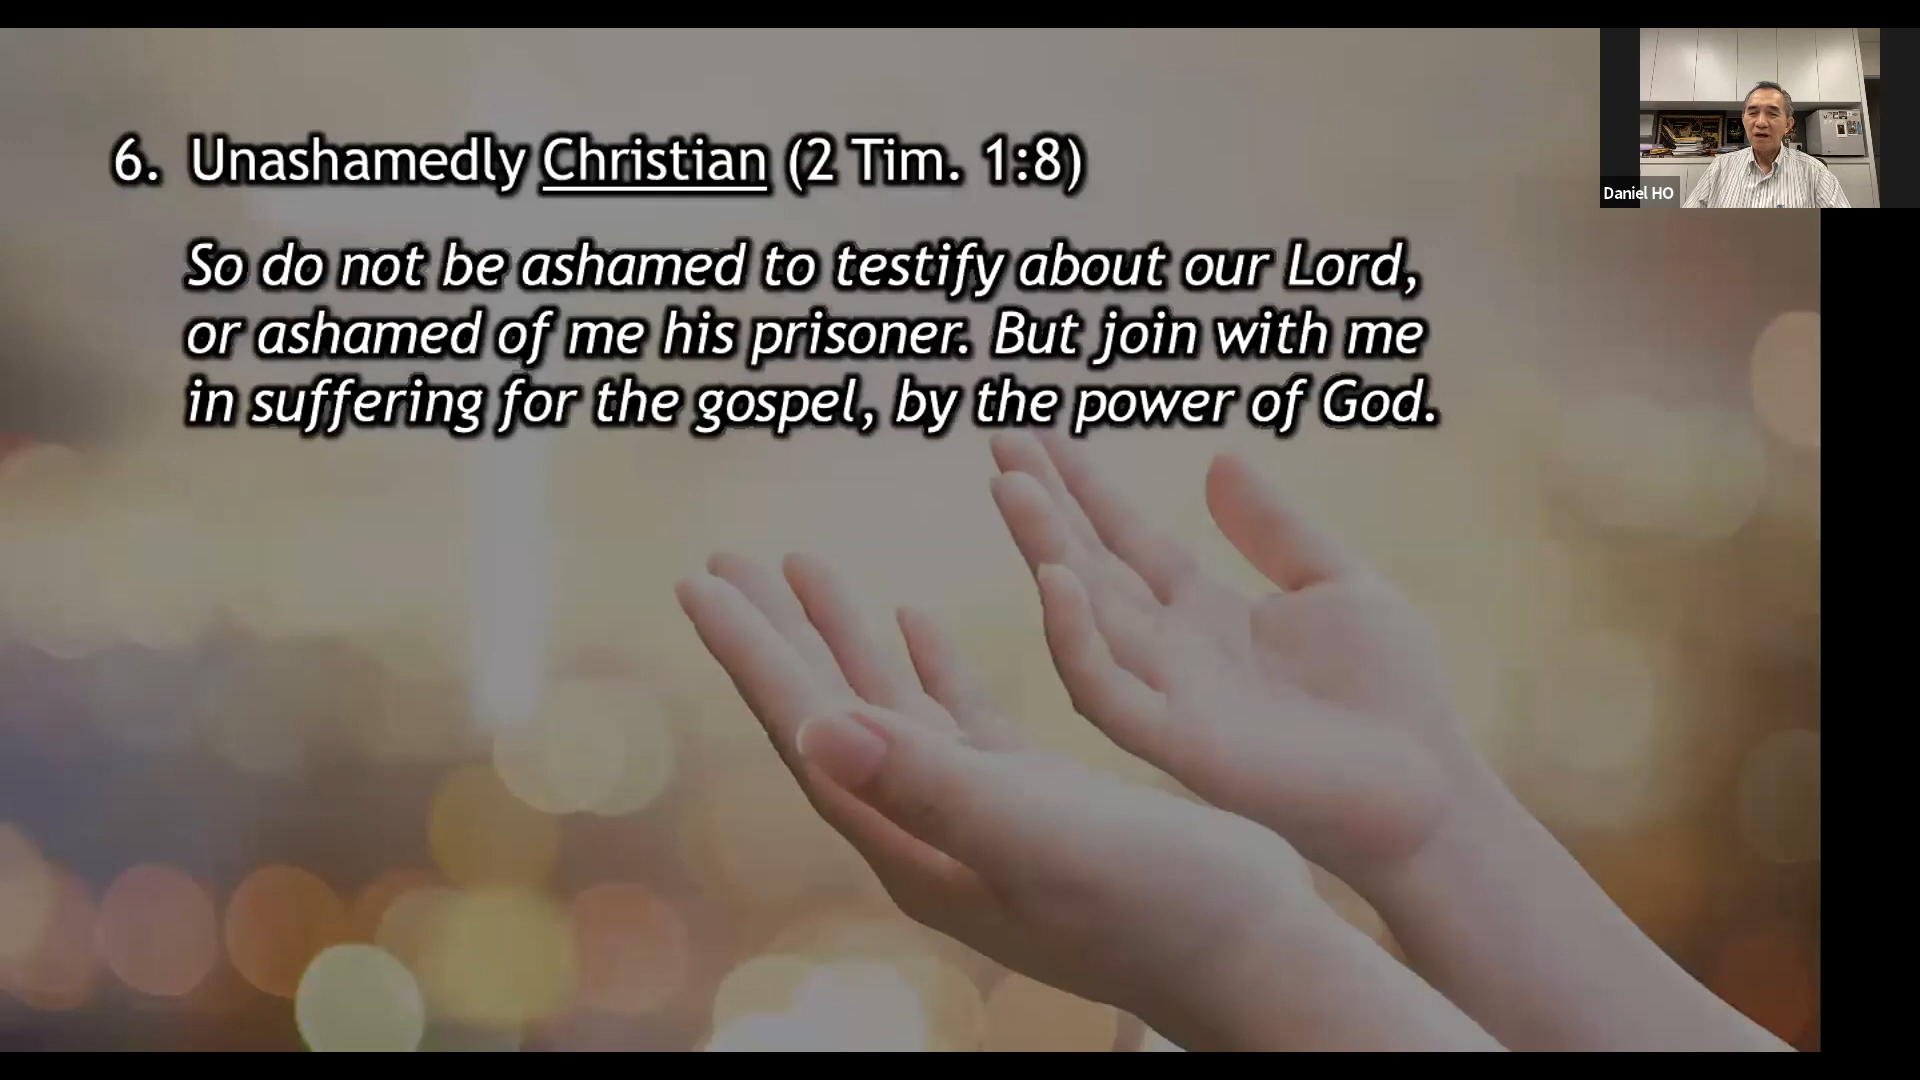 6. Unashamedly Christian (2 Tim. 1:8)
So do not be ashamed to testify about our Lord,
or ashamed of me his prisoner. But join with me
in suffering for the gospel, by the power of God.
Daniel HO